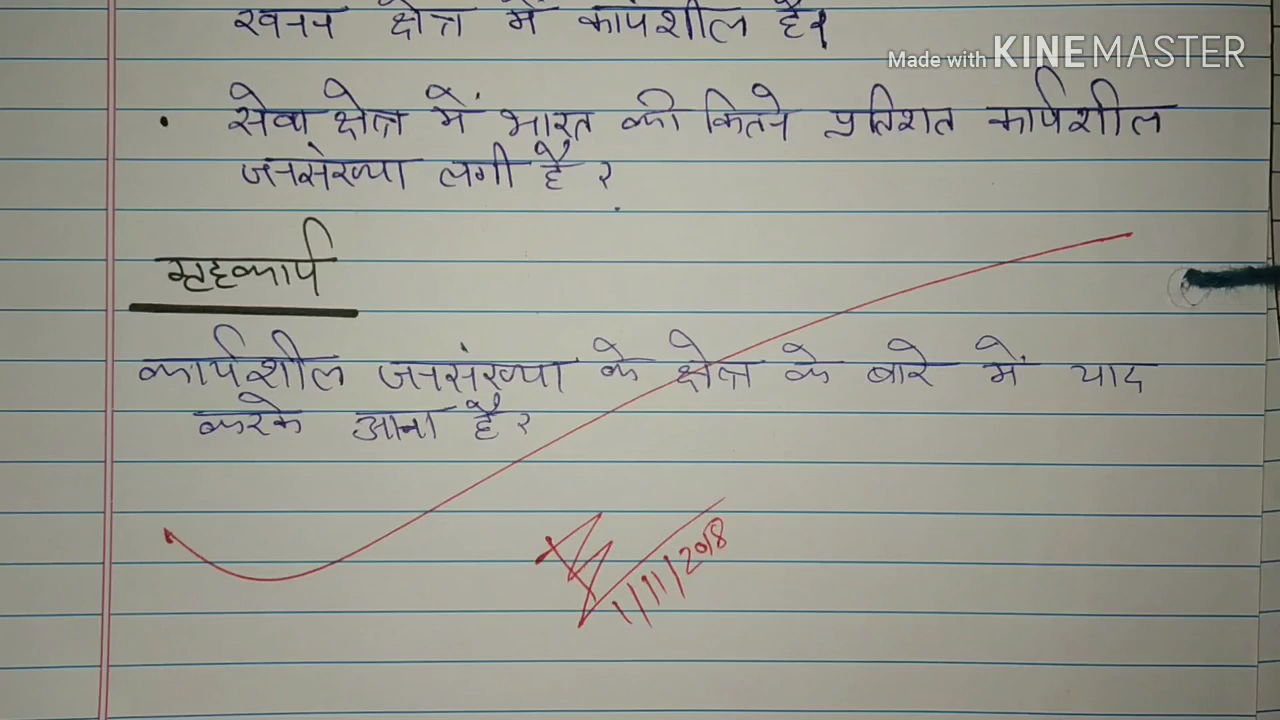 खनन क्षेत्र में कार्यशील है।
Made with KINEMASTER
• सेवा क्षेत्र में भारत की कितने प्रतिशत कार्यशील
जनसंख्या लगी है ?
गृहकार्य
कार्यशील जनसंख्या के क्षेत्र के बारे में याद
करके आना है ?
1/11/2018